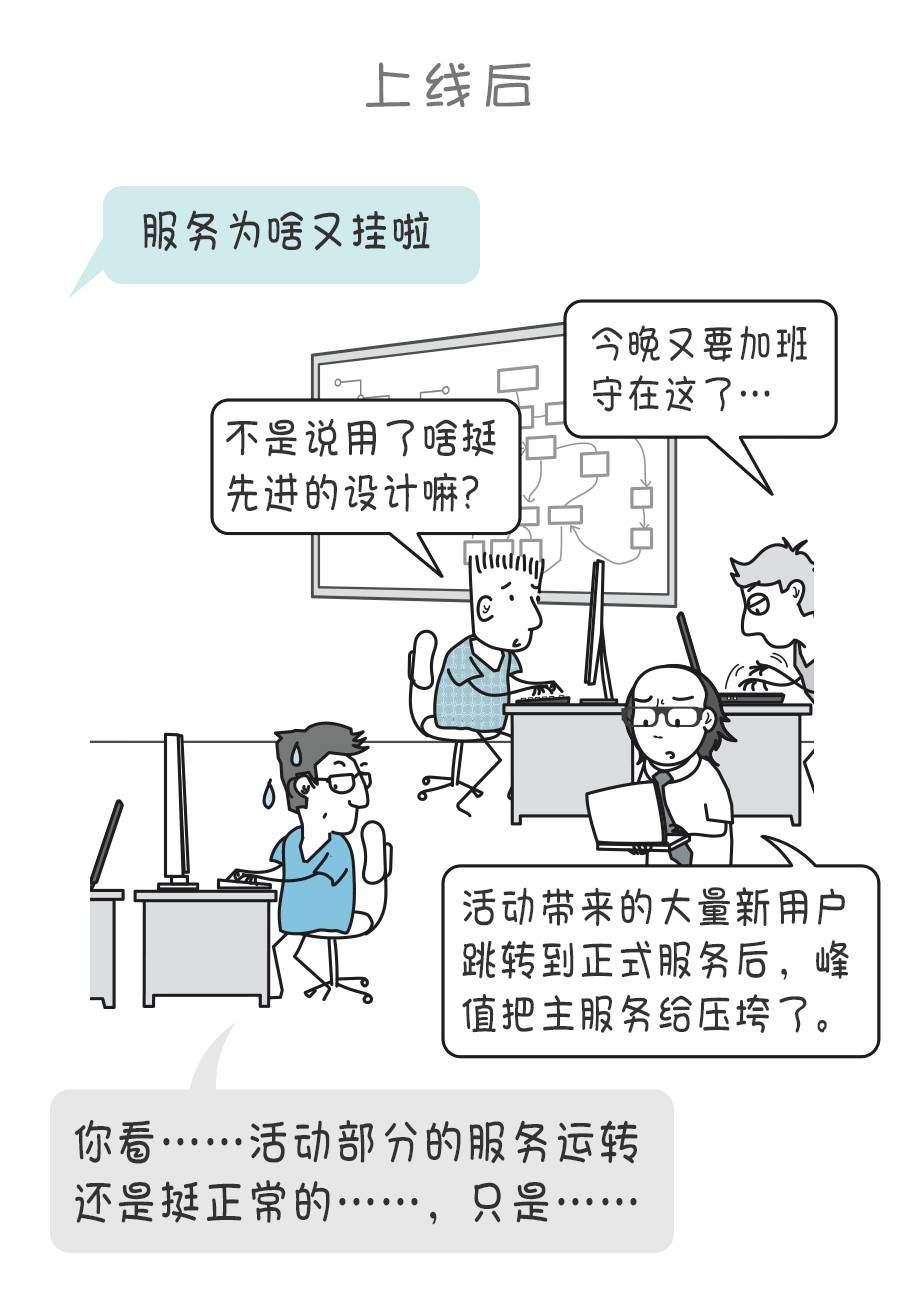 上线后
服务为啥又挂啦
今晚又要加班
守在这了…
不是说用了啥挺
先进的设计嘛？
活动带来的大量新用户
跳转到正式服务后，峰
值把主服务给压垮了。
你看……活动部分的服务运转
还是挺正常的……，只是……